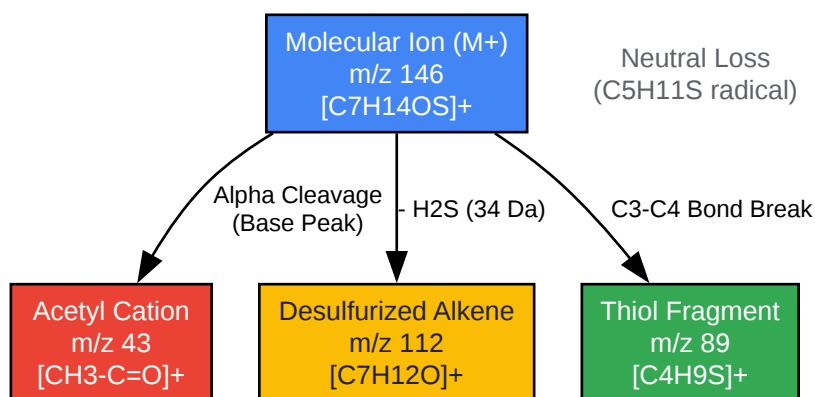 Molecular Ion (M+)
m/z 146
[C7H14OS]+
Neutral Loss
(C5H11S radical)
Alpha Cleavage
(Base Peak)
- H2S (34 Da)
C3-C4 Bond Break
Acetyl Cation
m/z 43
[CH3-C=O]+
Desulfurized Alkene
m/z 112
[C7H12O]+
Thiol Fragment
m/z 89
[C4H9S]+